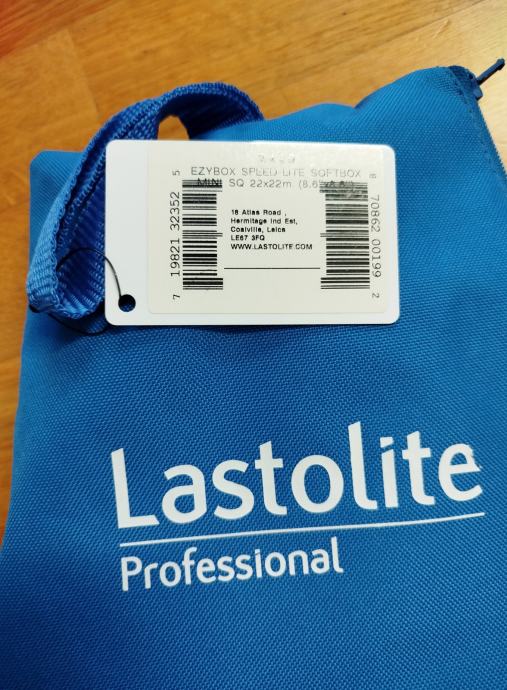 EZYBOX SPEED LITE SOFTBOX
MINI SQ 22x22m
18 Atlas Road ,
Hermitage Ind Est,
Coalville, Leics
LE67 3FQ
WWW.LASTOLITE.COM
7 19821 32352 5
70862 00199 2
Lastolite
Professional